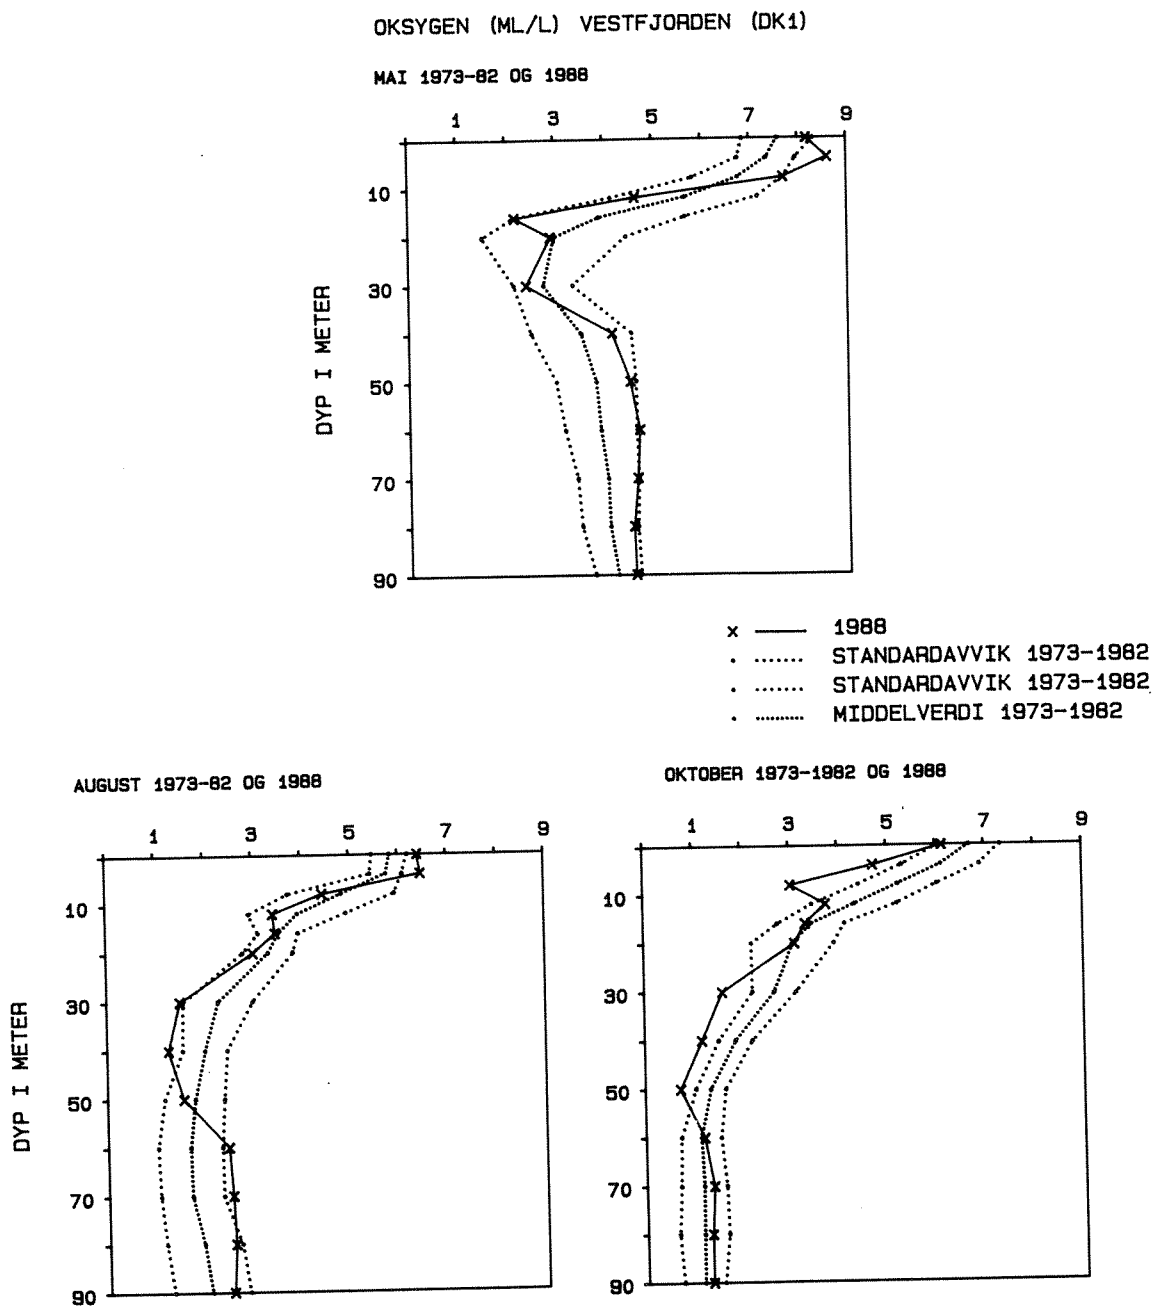 OKSYGEN (ML/L) VESTFJORDEN (DK1)
MAI 1973-82 OG 1988
1 3 5 7 9
10
30
50
70
90
DYP I METER
x 1988
STANDARDAVVIK 1973-1982
STANDARDAVVIK 1973-1982
MIDDELVERDI 1973-1982
AUGUST 1973-82 OG 1988
1 3 5 7 9
10
30
50
70
90
DYP I METER
OKTOBER 1973-1982 OG 1988
1 3 5 7 9
10
30
50
70
90